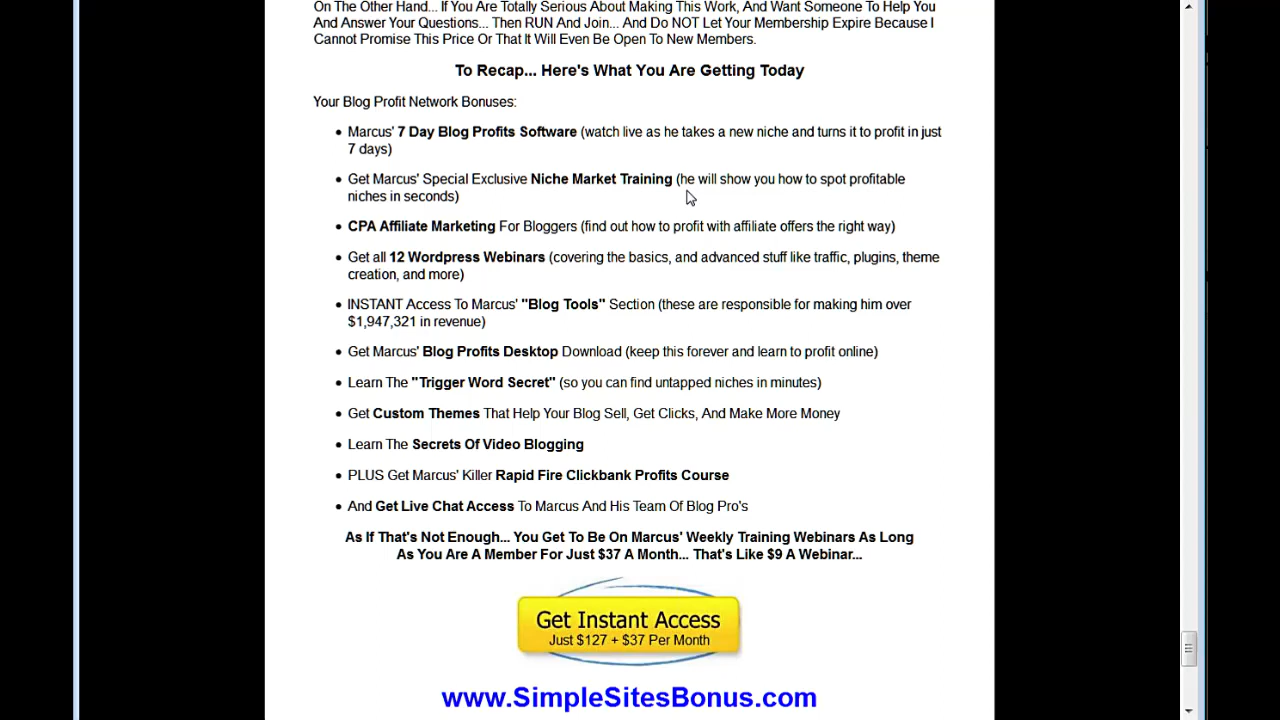 On The Other Hand... If You Are Totally Serious About Making This Work, And Want Someone To Help You
And Answer Your Questions... Then RUN And Join... And Do NOT Let Your Membership Expire Because I
Cannot Promise This Price Or That It Will Even Be Open To New Members.
To Recap... Here's What You Are Getting Today
Your Blog Profit Network Bonuses:
• Marcus' 7 Day Blog Profits Software (watch live as he takes a new niche and turns it to profit in just
7 days)
• Get Marcus' Special Exclusive Niche Market Training (he will show you how to spot profitable
niches in seconds)
• CPA Affiliate Marketing For Bloggers (find out how to profit with affiliate offers the right way)
• Get all 12 Wordpress Webinars (covering the basics, and advanced stuff like traffic, plugins, theme
creation, and more)
• INSTANT Access To Marcus' "Blog Tools" Section (these are responsible for making him over
$1,947,321 in revenue)
• Get Marcus' Blog Profits Desktop Download (keep this forever and learn to profit online)
• Learn The "Trigger Word Secret" (so you can find untapped niches in minutes)
• Get Custom Themes That Help Your Blog Sell, Get Clicks, And Make More Money
• Learn The Secrets Of Video Blogging
• PLUS Get Marcus' Killer Rapid Fire Clickbank Profits Course
• And Get Live Chat Access To Marcus And His Team Of Blog Pro's
As If That's Not Enough... You Get To Be On Marcus' Weekly Training Webinars As Long
As You Are A Member For Just $37 A Month... That's Like $9 A Webinar...
Get Instant Access
Just $127 + $37 Per Month
www.SimpleSitesBonus.com